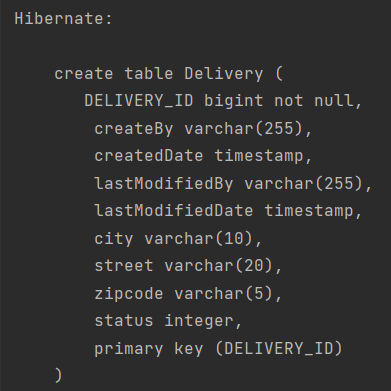 Hibernate:
create table Delivery (
DELIVERY_ID bigint not null,
createBy varchar(255),
createdDate timestamp,
lastModifiedBy varchar(255),
lastModifiedDate timestamp,
city varchar(10),
street varchar(20),
zipcode varchar(5),
status integer,
primary key (DELIVERY_ID)
)